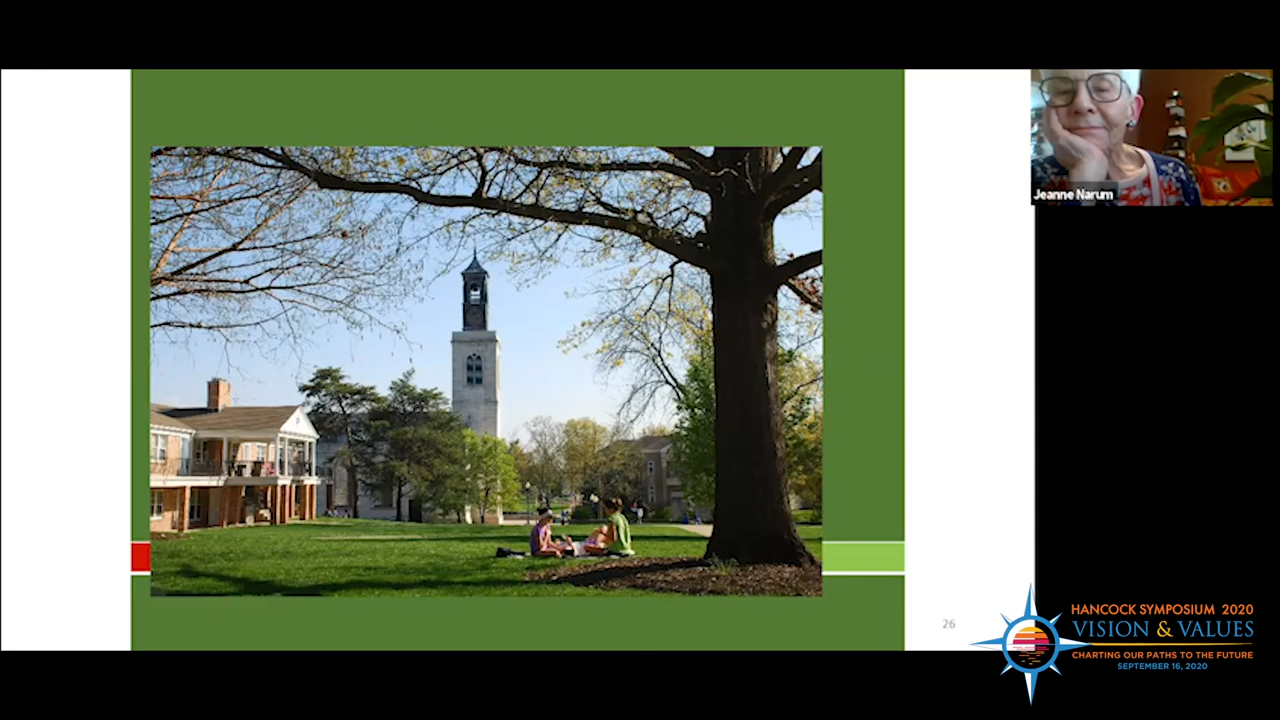 Jeanne Narum
26
HANCOCK SYMPOSIUM 2020
VISION & VALUES
CHARTING OUR PATHS TO THE FUTURE
SEPTEMBER 16, 2020